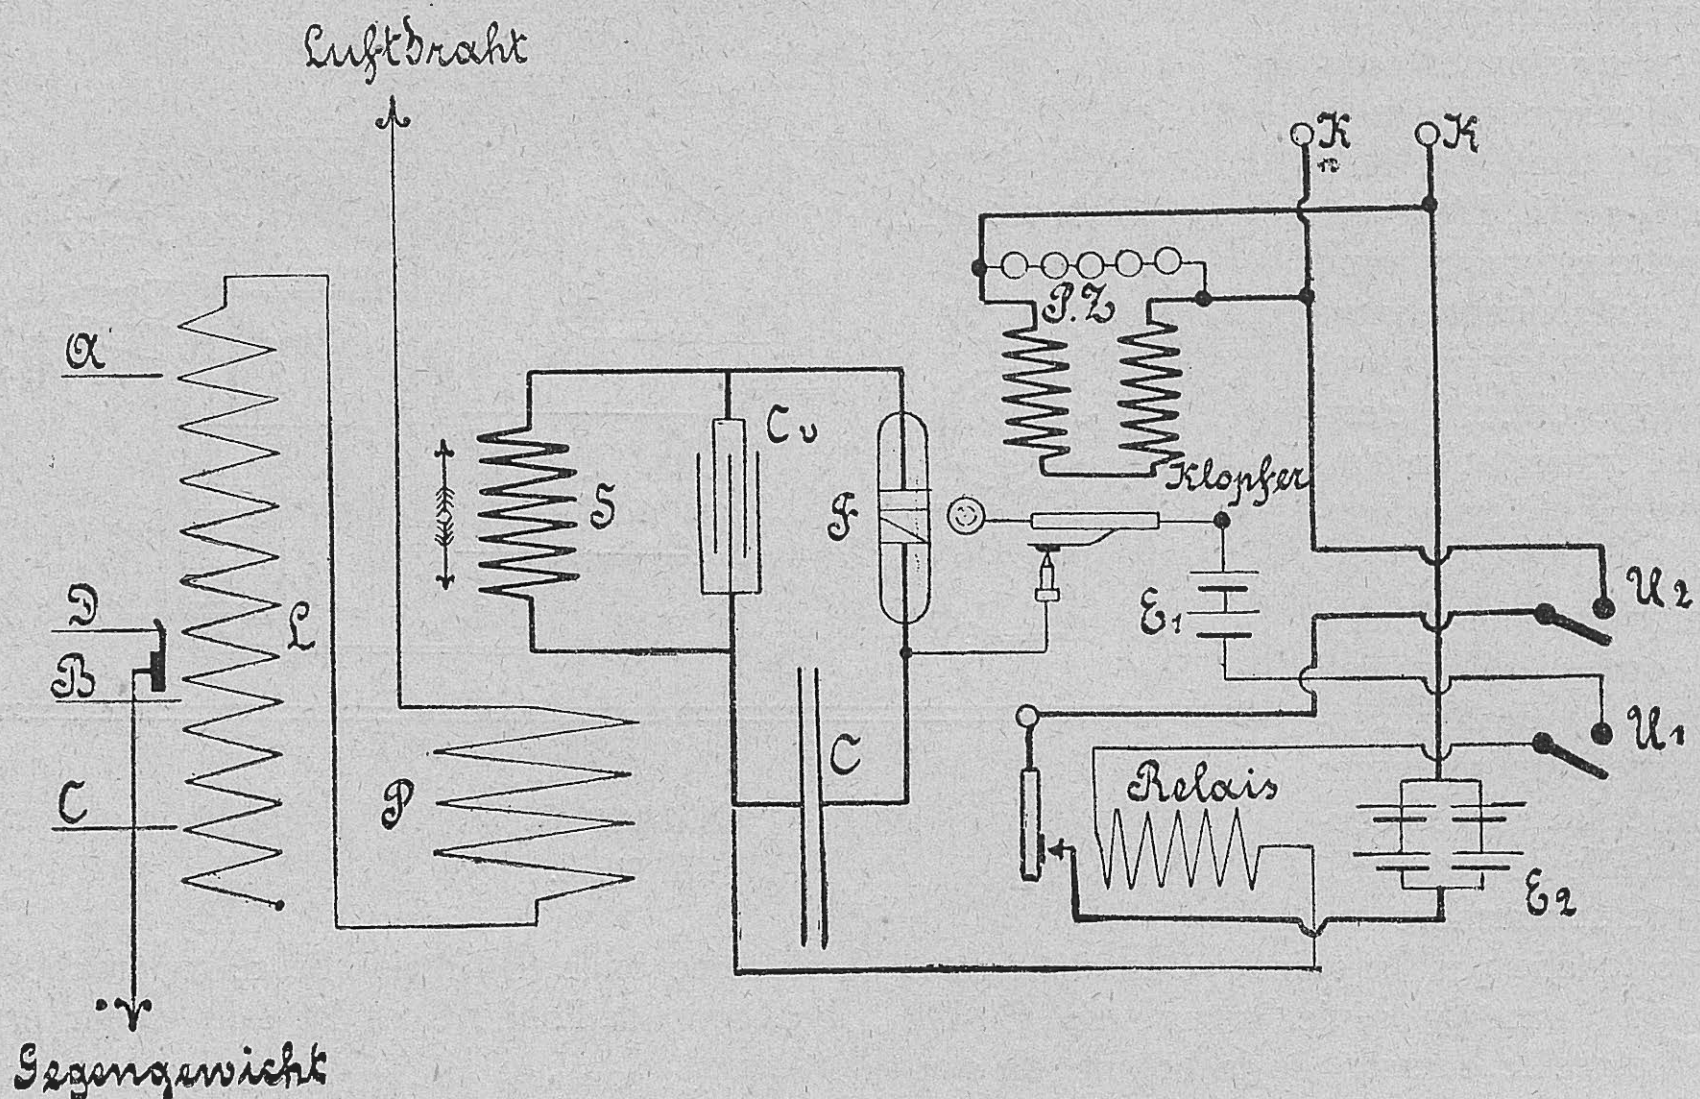 Luftdraht
K
K
A
P.Z
Cv
Klopfer
S
F
D
U2
E1
L
B
U1
C
C
P
Relais
E2
Gegengewicht